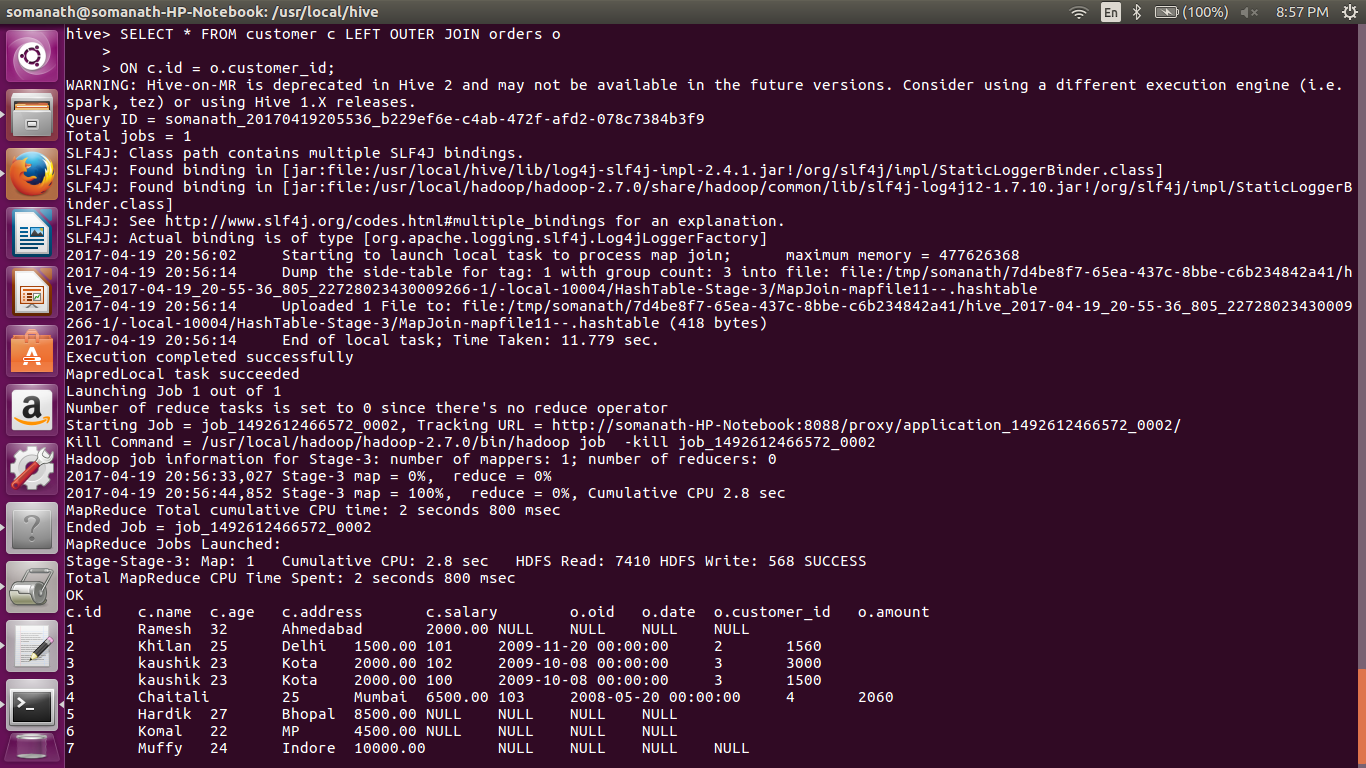 somanath@somanath-HP-Notebook: /usr/local/hive
En
(100%)
8:57 PM
hive> SELECT * FROM customer c LEFT OUTER JOIN orders o
    >
    > ON c.id = o.customer_id;
WARNING: Hive-on-MR is deprecated in Hive 2 and may not be available in the future versions. Consider using a different execution engine (i.e.
spark, tez) or using Hive 1.X releases.
Query ID = somanath_20170419205536_b229ef6e-c4ab-472f-afd2-078c7384b3f9
Total jobs = 1
SLF4J: Class path contains multiple SLF4J bindings.
SLF4J: Found binding in [jar:file:/usr/local/hive/lib/log4j-slf4j-impl-2.4.1.jar!/org/slf4j/impl/StaticLoggerBinder.class]
SLF4J: Found binding in [jar:file:/usr/local/hadoop/hadoop-2.7.0/share/hadoop/common/lib/slf4j-log4j12-1.7.10.jar!/org/slf4j/impl/StaticLoggerB
inder.class]
SLF4J: See http://www.slf4j.org/codes.html#multiple_bindings for an explanation.
SLF4J: Actual binding is of type [org.apache.logging.slf4j.Log4jLoggerFactory]
2017-04-19 20:56:02     Starting to launch local task to process map join;      maximum memory = 477626368
2017-04-19 20:56:14     Dump the side-table for tag: 1 with group count: 3 into file: file:/tmp/somanath/7d4be8f7-65ea-437c-8bbe-c6b234842a41/h
ive_2017-04-19_20-55-36_805_22728023430009266-1/-local-10004/HashTable-Stage-3/MapJoin-mapfile11--.hashtable
2017-04-19 20:56:14     Uploaded 1 File to: file:/tmp/somanath/7d4be8f7-65ea-437c-8bbe-c6b234842a41/hive_2017-04-19_20-55-36_805_22728023430009
266-1/-local-10004/HashTable-Stage-3/MapJoin-mapfile11--.hashtable (418 bytes)
2017-04-19 20:56:14     End of local task; Time Taken: 11.779 sec.
Execution completed successfully
MapredLocal task succeeded
Launching Job 1 out of 1
Number of reduce tasks is set to 0 since there's no reduce operator
Starting Job = job_1492612466572_0002, Tracking URL = http://somanath-HP-Notebook:8088/proxy/application_1492612466572_0002/
Kill Command = /usr/local/hadoop/hadoop-2.7.0/bin/hadoop job  -kill job_1492612466572_0002
Hadoop job information for Stage-3: number of mappers: 1; number of reducers: 0
2017-04-19 20:56:33,027 Stage-3 map = 0%,  reduce = 0%
2017-04-19 20:56:44,852 Stage-3 map = 100%,  reduce = 0%, Cumulative CPU 2.8 sec
MapReduce Total cumulative CPU time: 2 seconds 800 msec
Ended Job = job_1492612466572_0002
MapReduce Jobs Launched:
Stage-Stage-3: Map: 1   Cumulative CPU: 2.8 sec   HDFS Read: 7410 HDFS Write: 568 SUCCESS
Total MapReduce CPU Time Spent: 2 seconds 800 msec
OK
c.id    c.name  c.age   c.address       c.salary        o.oid   o.date  o.customer_id   o.amount
1       Ramesh  32      Ahmedabad       2000.00 NULL    NULL    NULL    NULL
2       Khilan  25      Delhi   1500.00 101     2009-11-20 00:00:00     2       1560
3       kaushik 23      Kota    2000.00 102     2009-10-08 00:00:00     3       3000
3       kaushik 23      Kota    2000.00 100     2009-10-08 00:00:00     3       1500
4       Chaitali        25      Mumbai  6500.00 103     2008-05-20 00:00:00     4       2060
5       Hardik  27      Bhopal  8500.00 NULL    NULL    NULL    NULL
6       Komal   22      MP      4500.00 NULL    NULL    NULL    NULL
7       Muffy   24      Indore  10000.00        NULL    NULL    NULL    NULL